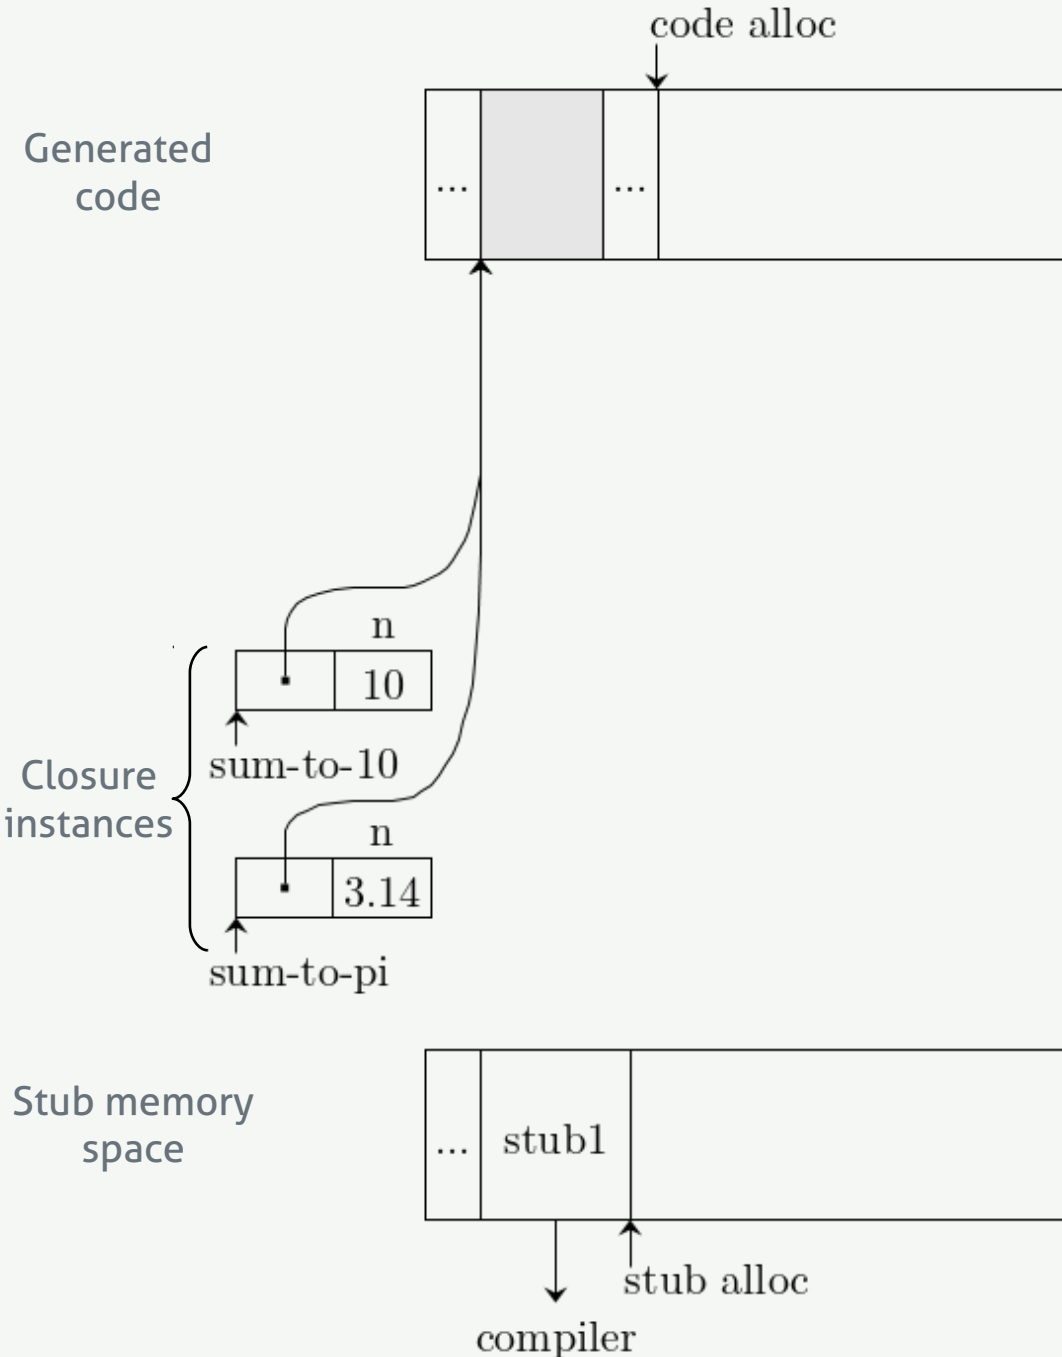 code alloc
Generated
code
...
...
n
10
sum-to-10
Closure
instances
n
3.14
sum-to-pi
Stub memory
space
...
stub1
stub alloc
compiler